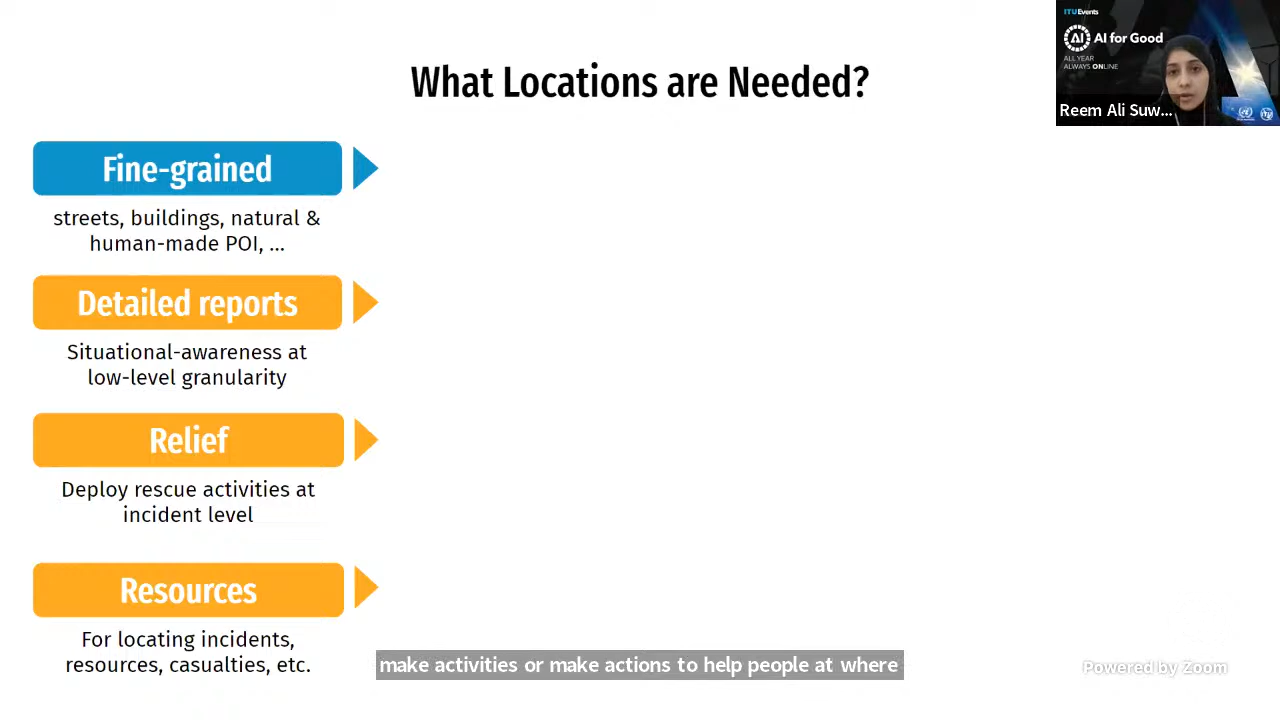 What Locations are Needed?
Fine-grained
streets, buildings, natural &
human-made POI, ...
Detailed reports
Situational-awareness at
low-level granularity
Relief
Deploy rescue activities at
incident level
Resources
For locating incidents,
resources, casualties, etc.
ITUEvents
AI
AI for Good
ALL YEAR
ALWAYS ONLINE
Reem Ali Suw...
make activities or make actions to help people at where
Powered by Zoom